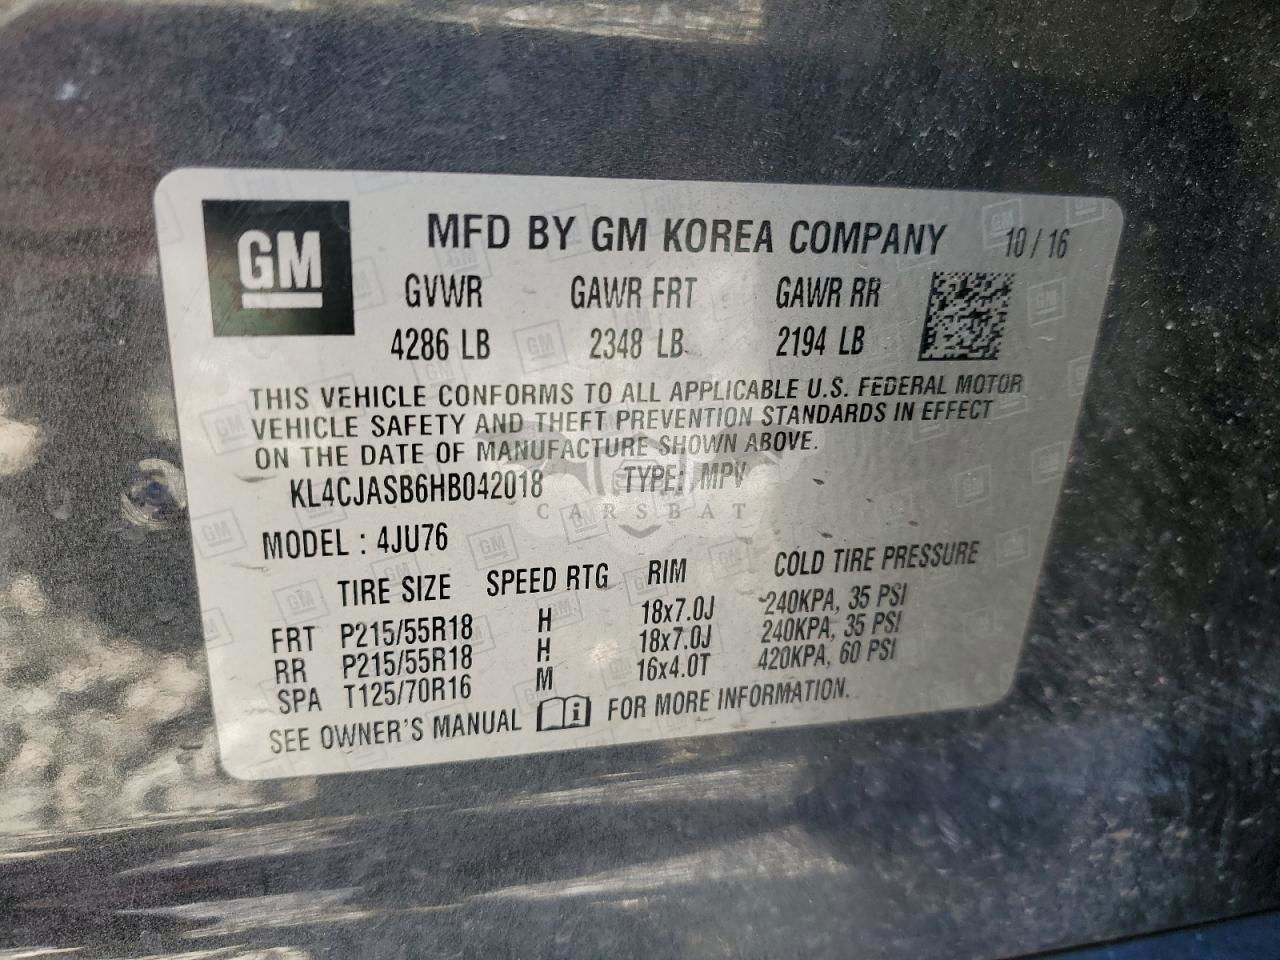 GM
MFD BY GM KOREA COMPANY 10/16
GVWR GAWR FRT GAWR RR
4286 LB 2348 LB 2194 LB
THIS VEHICLE CONFORMS TO ALL APPLICABLE U.S. FEDERAL MOTOR
VEHICLE SAFETY AND THEFT PREVENTION STANDARDS IN EFFECT
ON THE DATE OF MANUFACTURE SHOWN ABOVE.
KL4CJASB6HB042018 TYPE: MPV
CARSBAT
MODEL : 4JU76
TIRE SIZE SPEED RTG RIM COLD TIRE PRESSURE
FRT P215/55R18 H 18x7.0J 240KPA, 35 PSI
RR P215/55R18 H 18x7.0J 240KPA, 35 PSI
SPA T125/70R16 M 16x4.0T 420KPA, 60 PSI
SEE OWNER'S MANUAL i FOR MORE INFORMATION.